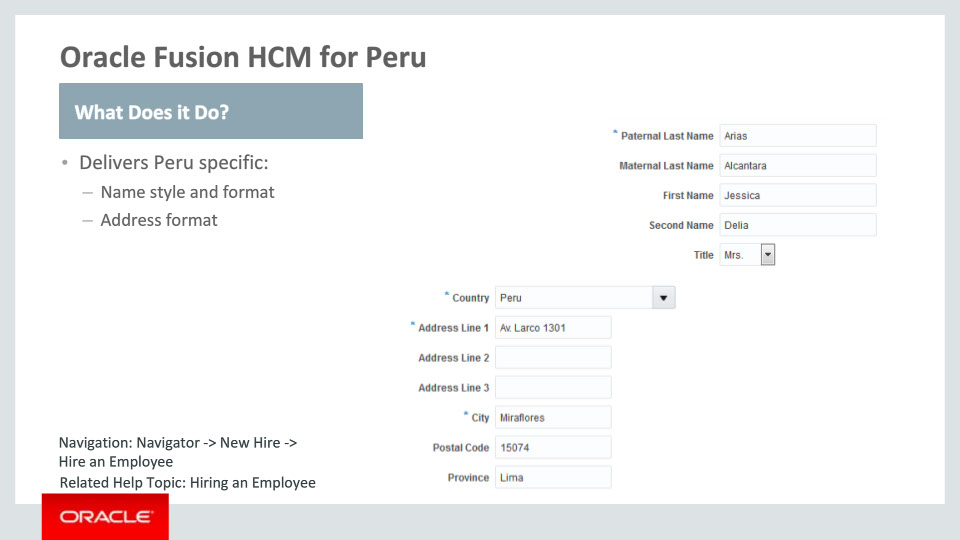 Oracle Fusion HCM for Peru
What Does it Do?
• Delivers Peru specific:
– Name style and format
– Address format
* Paternal Last Name Arias
Maternal Last Name Alcantara
First Name Jessica
Second Name Delia
Title Mrs.
* Country Peru
* Address Line 1 Av. Larco 1301
Address Line 2
Address Line 3
* City Miraflores
Postal Code 15074
Province Lima
Navigation: Navigator -> New Hire ->
Hire an Employee
Related Help Topic: Hiring an Employee
ORACLE